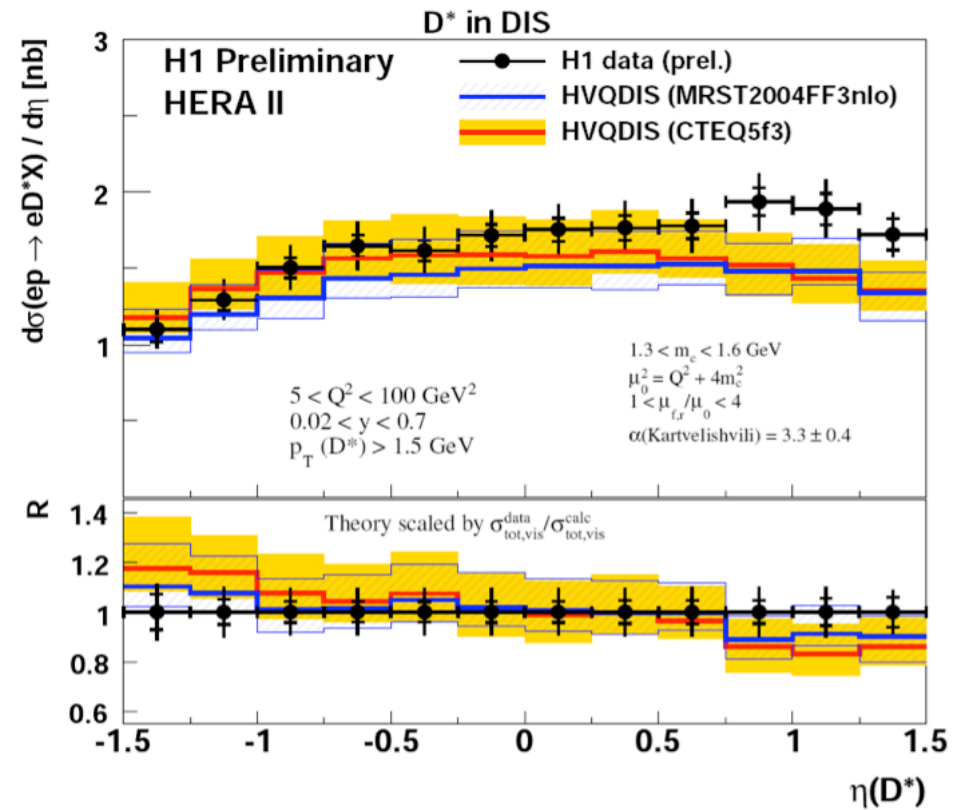 D* in DIS
H1 Preliminary
HERA II
H1 data (prel.)
HVQDIS (MRST2004FF3nlo)
HVQDIS (CTEQ5f3)
dσ(ep → eD*X) / dη [nb]
3
2
1
1.3 < m_c < 1.6 GeV
μ₀² = Q² + 4m_c²
1 < μ_f,r/μ₀ < 4
α(Kartvelishvili) = 3.3 ± 0.4
5 < Q² < 100 GeV²
0.02 < y < 0.7
p_T (D*) > 1.5 GeV
R
Theory scaled by σ^data_tot,vis/σ^calc_tot,vis
1.4
1.2
1
0.8
0.6
-1.5 -1 -0.5 0 0.5 1 1.5
η(D*)